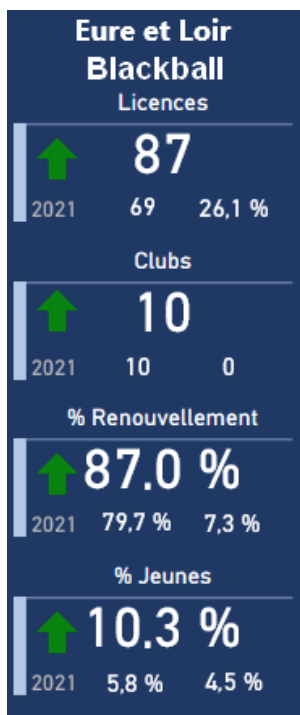 Eure et Loir
Blackball
Licences
87
2021 69 26,1 %
Clubs
10
2021 10 0
% Renouvellement
87.0 %
2021 79,7 % 7,3 %
% Jeunes
10.3 %
2021 5,8 % 4,5 %